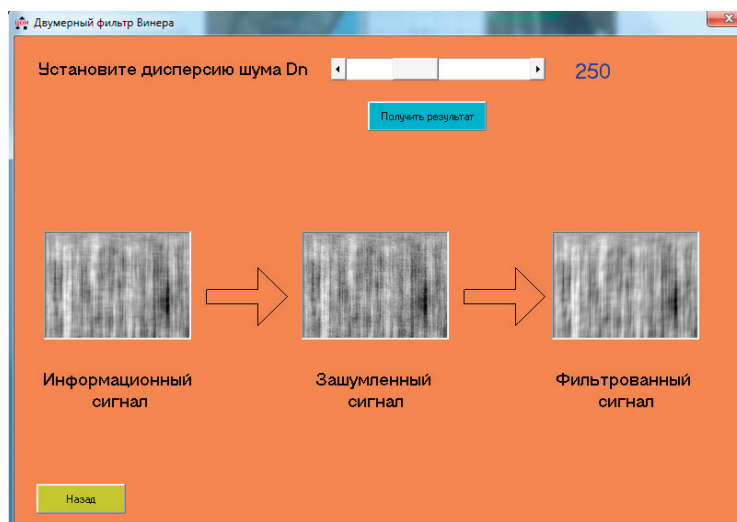 Двумерный фильтр Винера
Установите дисперсию шума Dn
250
Получить результат
Информационный
сигнал
Зашумленный
сигнал
Фильтрованный
сигнал
Назад